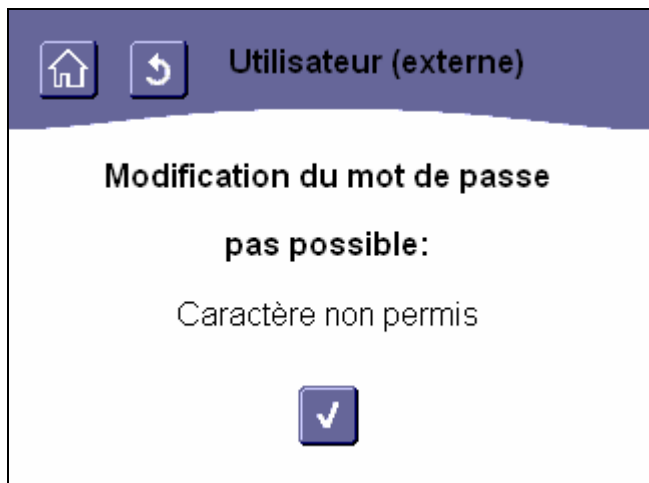 Utilisateur (externe)
Modification du mot de passe
pas possible:
Caractère non permis